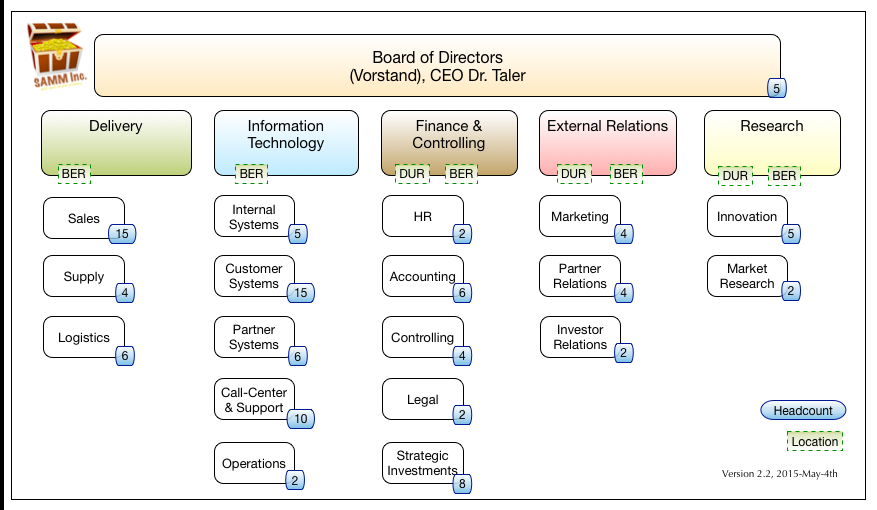 SAMM Inc.
Board of Directors
(Vorstand), CEO Dr. Taler
5
Delivery
BER
Information
Technology
BER
Finance &
Controlling
DUR
BER
External Relations
DUR
BER
Research
DUR
BER
Sales
15
Supply
4
Logistics
6
Internal
Systems
5
Customer
Systems
15
Partner
Systems
6
Call-Center
& Support
10
Operations
2
HR
2
Accounting
6
Controlling
4
Legal
2
Strategic
Investments
8
Marketing
4
Partner
Relations
4
Investor
Relations
2
Innovation
5
Market
Research
2
Headcount
Location
Version 2.2, 2015-May-4th